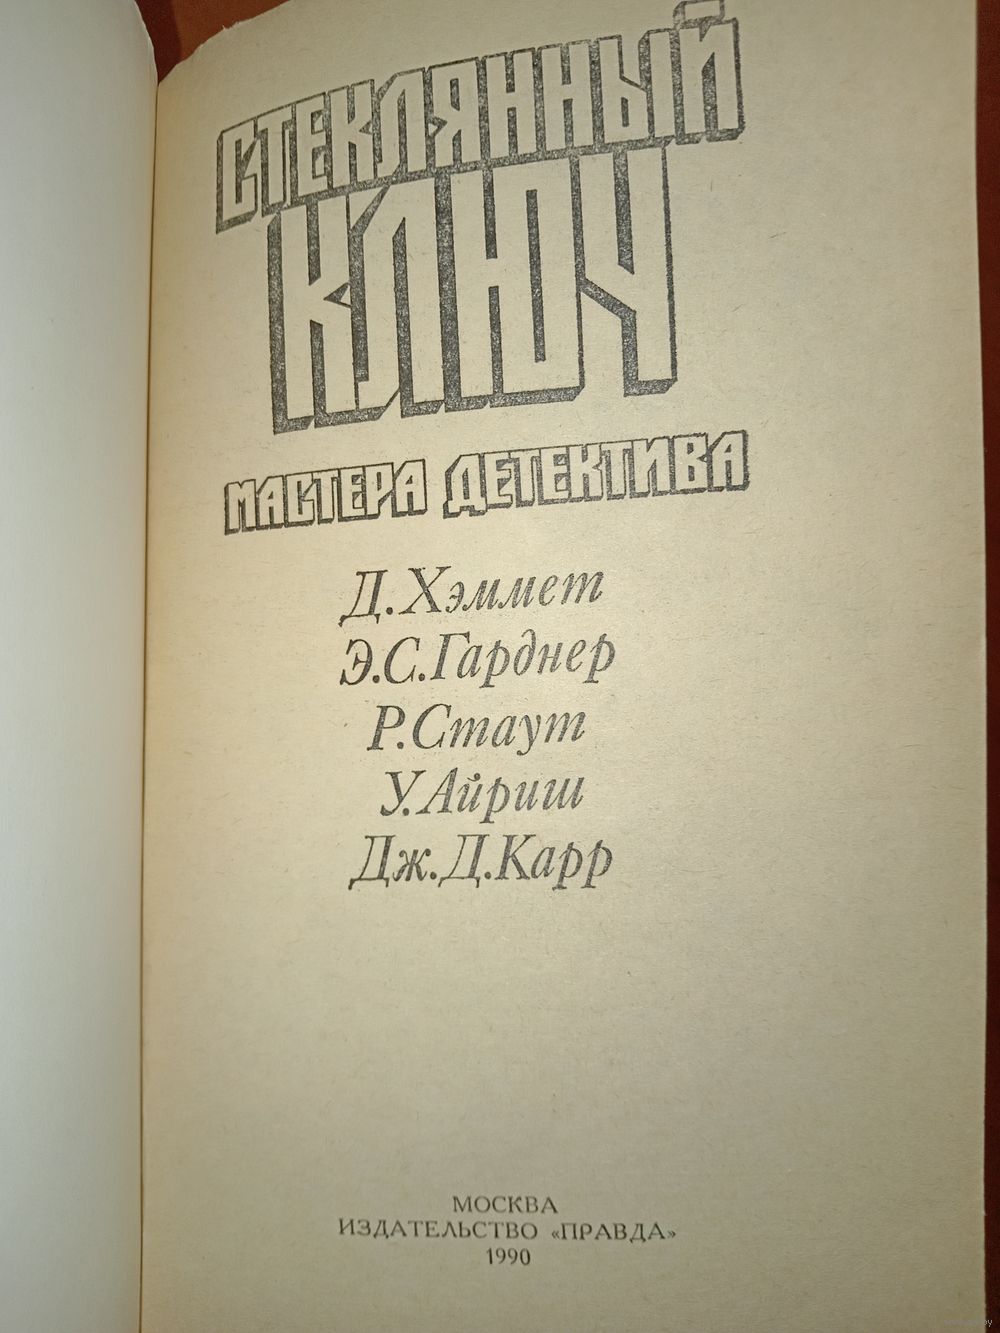 СТЕКЛЯННЫЙ
КЛЮЧ
МАСТЕРА ДЕТЕКТИВА
Д.Хэммет
Э.С.Гарднер
Р.Стаут
У.Айриш
Дж.Д.Карр
МОСКВА
ИЗДАТЕЛЬСТВО «ПРАВДА»
1990